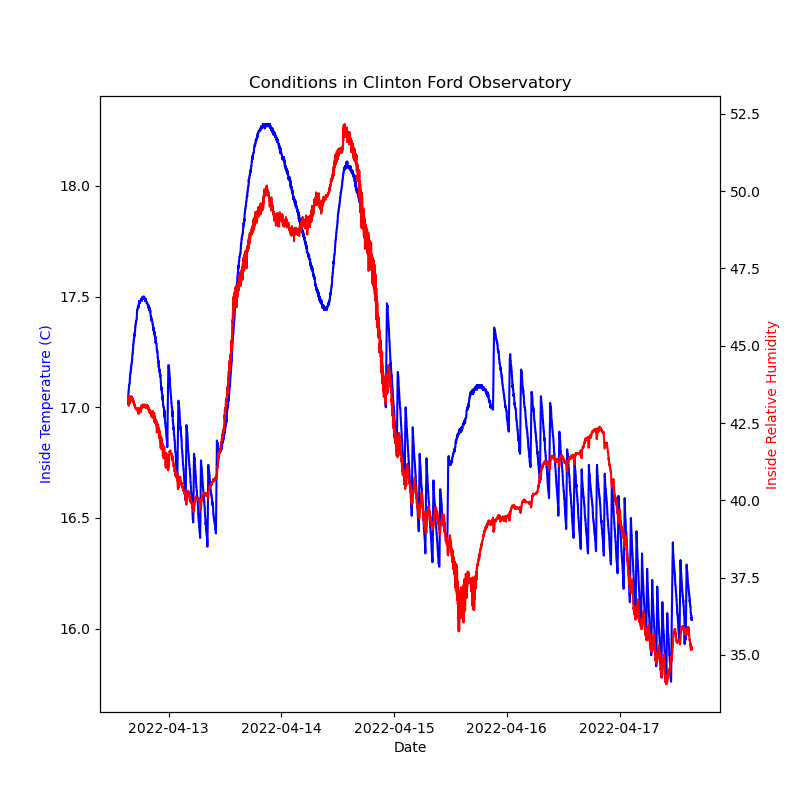 Conditions in Clinton Ford Observatory
Inside Temperature (C)
18.0
17.5
17.0
16.5
16.0
52.5
50.0
47.5
45.0
42.5
40.0
37.5
35.0
Inside Relative Humidity
2022-04-13 2022-04-14 2022-04-15 2022-04-16 2022-04-17
Date